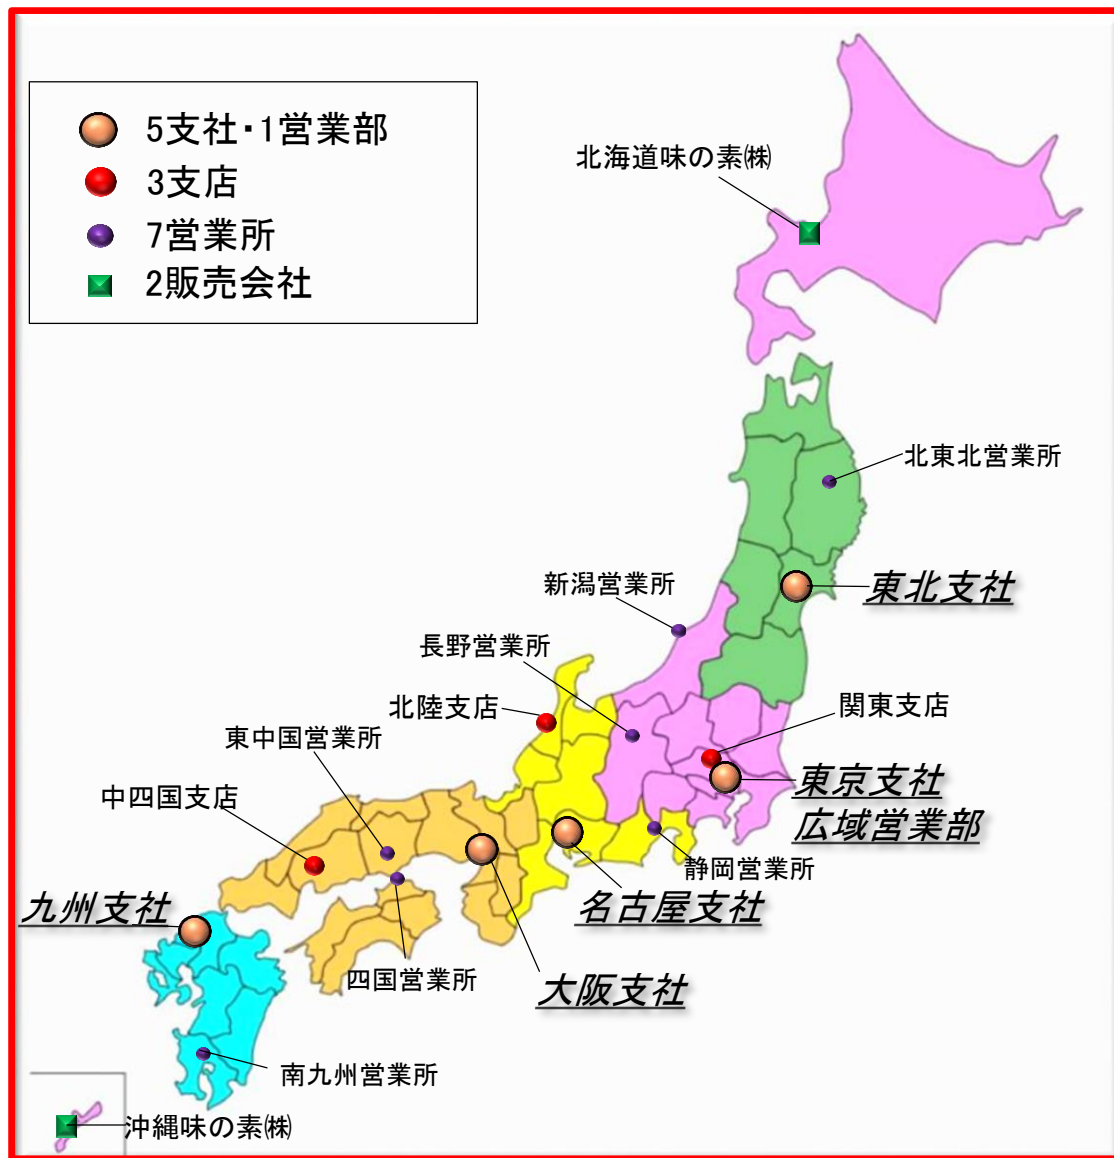 5支社・1営業部
3支店
7営業所
2販売会社
北海道味の素㈱
北東北営業所
東北支社
新潟営業所
長野営業所
北陸支店
関東支店
東中国営業所
東京支社
広域営業部
中四国支店
静岡営業所
名古屋支社
九州支社
四国営業所
大阪支社
南九州営業所
沖縄味の素㈱